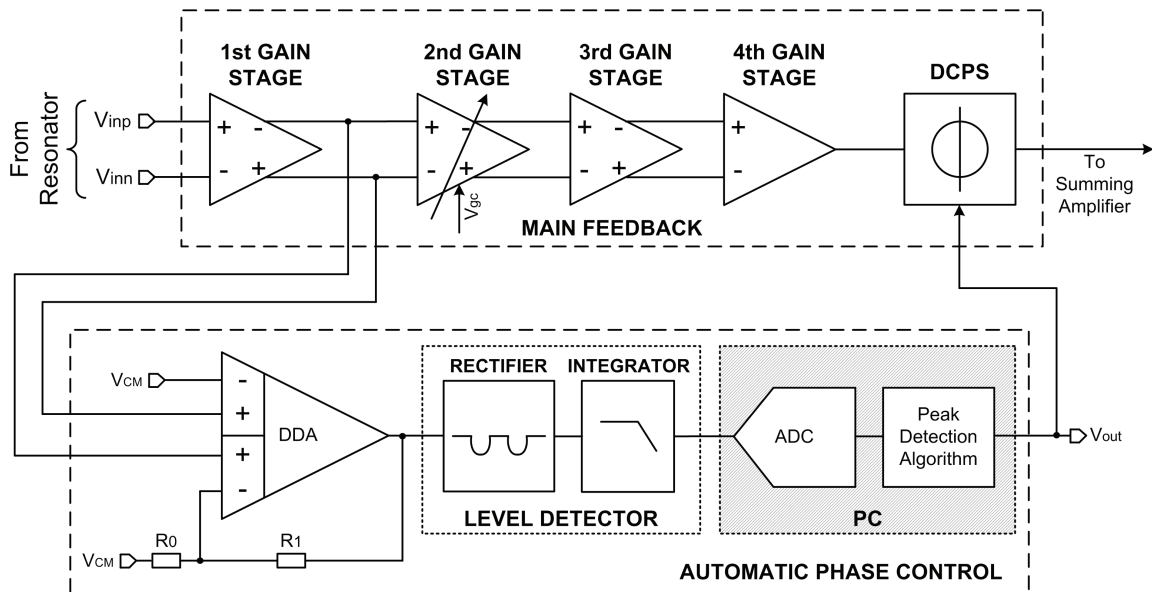 1st GAIN
STAGE
2nd GAIN
STAGE
3rd GAIN
STAGE
4th GAIN
STAGE
DCPS
From
Resonator
Vinp
Vinn
+ -
- +
+ -
- +
+ -
- +
+
-
Vgc
To
Summing
Amplifier
MAIN FEEDBACK
VCM
-
+
+
-
DDA
VCM
R0
R1
RECTIFIER
INTEGRATOR
LEVEL DETECTOR
ADC
Peak
Detection
Algorithm
PC
Vout
AUTOMATIC PHASE CONTROL